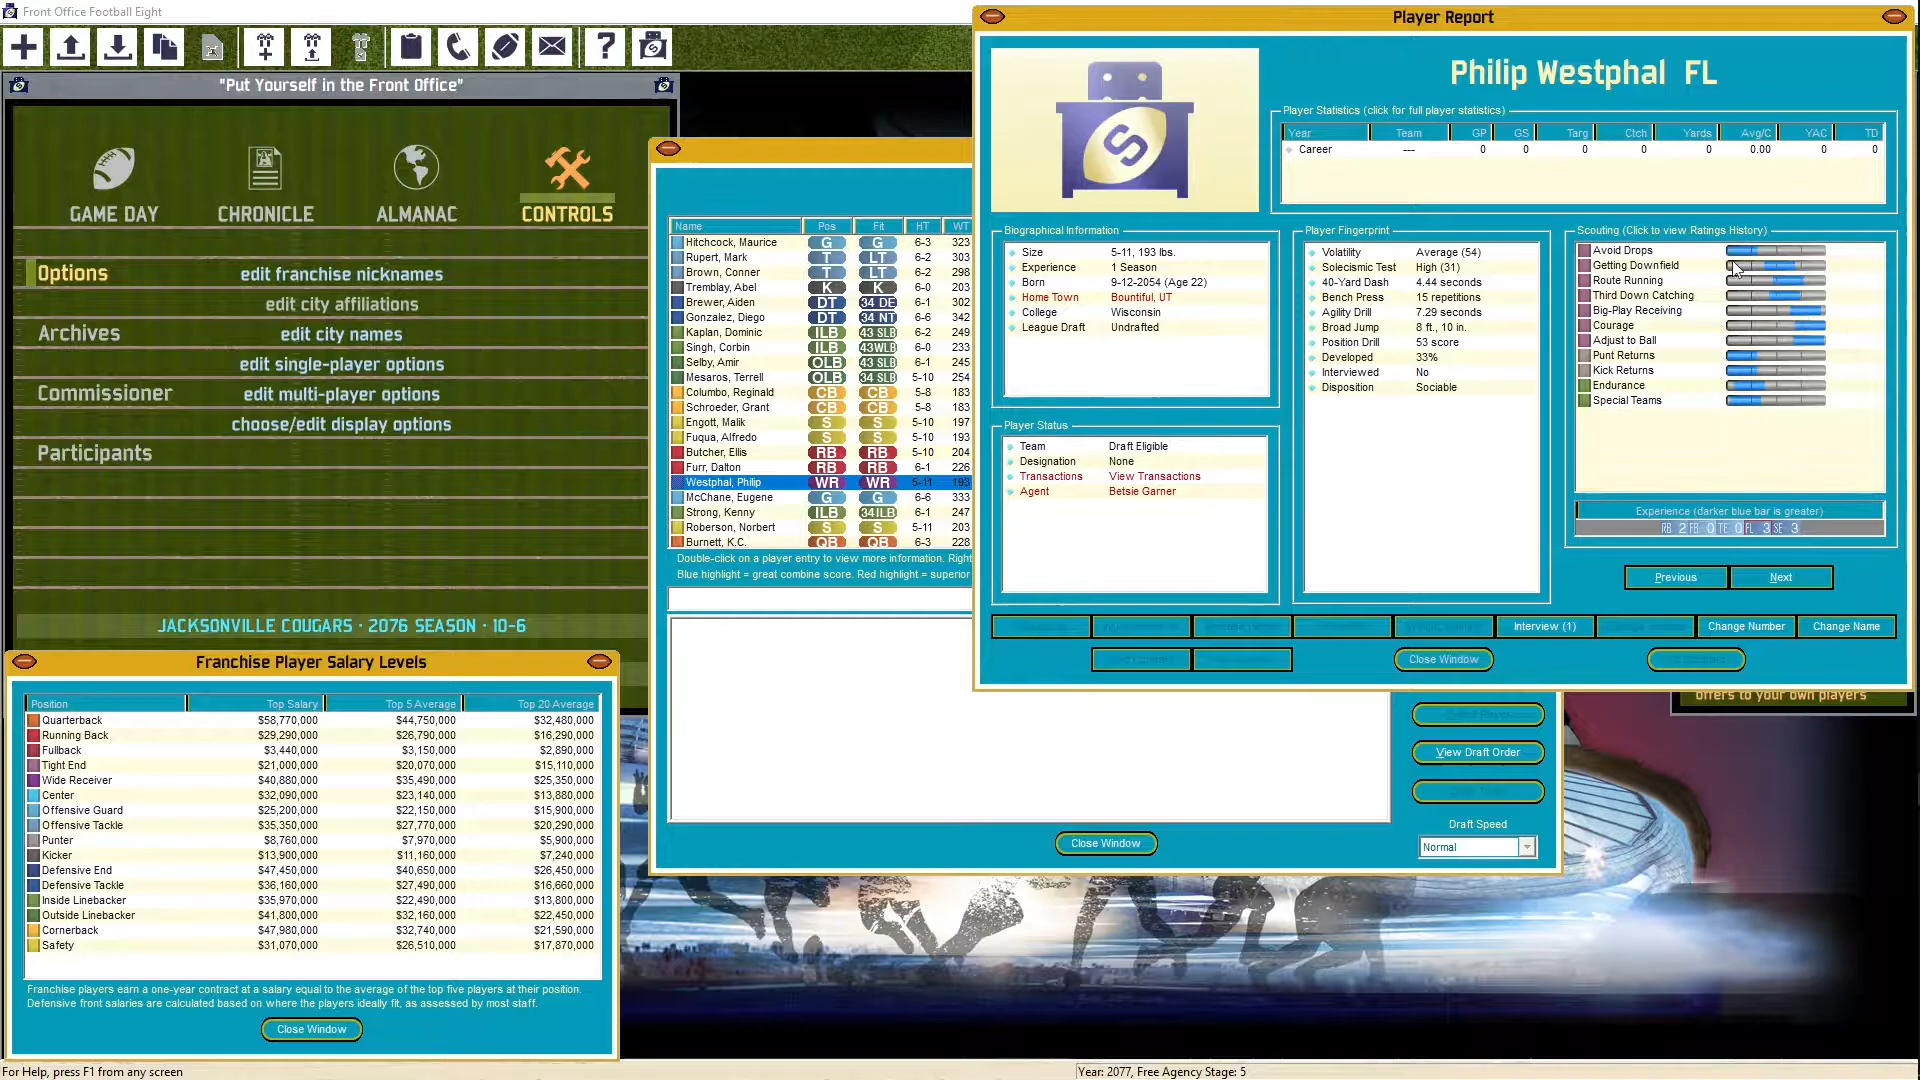 Front Office Football Eight
"Put Yourself in the Front Office"
GAME DAY
CHRONICLE
ALMANAC
CONTROLS
Options
edit franchise nicknames
edit city affiliations
Archives
edit city names
edit single-player options
Commissioner
edit multi-player options
choose/edit display options
Participants
JACKSONVILLE COUGARS · 2076 SEASON · 10-6
Franchise Player Salary Levels
Position Top Salary Top 5 Average Top 20 Average
Quarterback $58,770,000 $44,750,000 $32,480,000
Running Back $29,290,000 $26,790,000 $16,290,000
Fullback $3,440,000 $3,150,000 $2,890,000
Tight End $21,000,000 $20,070,000 $15,110,000
Wide Receiver $40,880,000 $35,490,000 $25,350,000
Center $32,090,000 $23,140,000 $13,880,000
Offensive Guard $25,200,000 $22,150,000 $15,900,000
Offensive Tackle $35,350,000 $27,770,000 $20,290,000
Punter $8,760,000 $7,970,000 $5,900,000
Kicker $13,900,000 $11,160,000 $7,240,000
Defensive End $47,450,000 $40,650,000 $26,450,000
Defensive Tackle $36,160,000 $27,490,000 $16,660,000
Inside Linebacker $35,970,000 $22,490,000 $13,800,000
Outside Linebacker $41,800,000 $32,160,000 $22,450,000
Cornerback $47,980,000 $32,740,000 $21,590,000
Safety $31,070,000 $26,510,000 $17,870,000
Franchise players earn a one-year contract at a salary equal to the average of the top five players at their position.
Defensive front salaries are calculated based on where the players ideally fit, as assessed by most staff.
Close Window
Name Pos Fit HT WT
Hitchcock, Maurice G G 6-3 323
Rupert, Mark T LT 6-2 303
Brown, Conner T LT 6-2 298
Tremblay, Abel K K 6-0 203
Brewer, Aiden DT 34 DE 6-1 302
Gonzalez, Diego DT 34 NT 6-6 342
Kaplan, Dominic ILB 43 SLB 6-2 249
Singh, Corbin ILB 43WLB 6-0 233
Selby, Amir OLB 43 SLB 6-1 245
Mesaros, Terrell OLB 34 SLB 5-10 254
Columbo, Reginald CB CB 5-8 183
Schroeder, Grant CB CB 5-8 183
Engott, Malik S S 5-10 197
Fuqua, Alfredo S S 5-10 193
Butcher, Ellis RB RB 5-10 204
Furr, Dalton RB RB 6-1 226
Westphal, Philip WR WR 5-11 193
McChane, Eugene G G 6-6 333
Strong, Kenny ILB 34ILB 6-1 247
Roberson, Norbert S S 5-11 203
Burnett, K.C. QB QB 6-3 228
Double-click on a player entry to view more information. Right
Blue highlight = great combine score. Red highlight = superior
View Draft Order
Draft Speed
Normal
Close Window
Player Report
Philip Westphal FL
Player Statistics (click for full player statistics)
Year Team GP GS Targ Ctch Yards Avg/C YAC TD
Career --- 0 0 0 0 0 0.00 0 0
Biographical Information
Size 5-11, 193 lbs.
Experience 1 Season
Born 9-12-2054 (Age 22)
Home Town Bountiful, UT
College Wisconsin
League Draft Undrafted
Player Status
Team Draft Eligible
Designation None
Transactions View Transactions
Agent Betsie Garner
Player Fingerprint
Volatility Average (54)
Solecismic Test High (31)
40-Yard Dash 4.44 seconds
Bench Press 15 repetitions
Agility Drill 7.29 seconds
Broad Jump 8 ft., 10 in.
Position Drill 53 score
Developed 33%
Interviewed No
Disposition Sociable
Scouting (Click to view Ratings History)
Avoid Drops
Getting Downfield
Route Running
Third Down Catching
Big-Play Receiving
Courage
Adjust to Ball
Punt Returns
Kick Returns
Endurance
Special Teams
Experience (darker blue bar is greater)
RB 2 FB 0 TE 0 FL 3 SE 3
Previous Next
Interview (1) Change Number Change Name
Close Window
offers to your own players
For Help, press F1 from any screen
Year: 2077, Free Agency Stage: 5